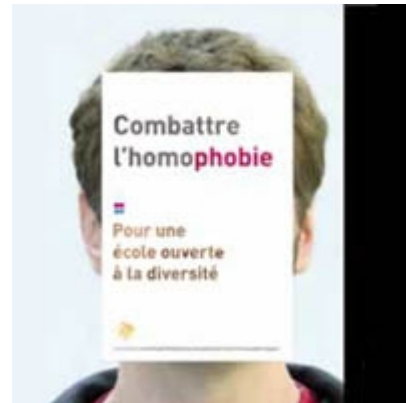 Combattre
l'homophobie
Pour une
école ouverte
à la diversité